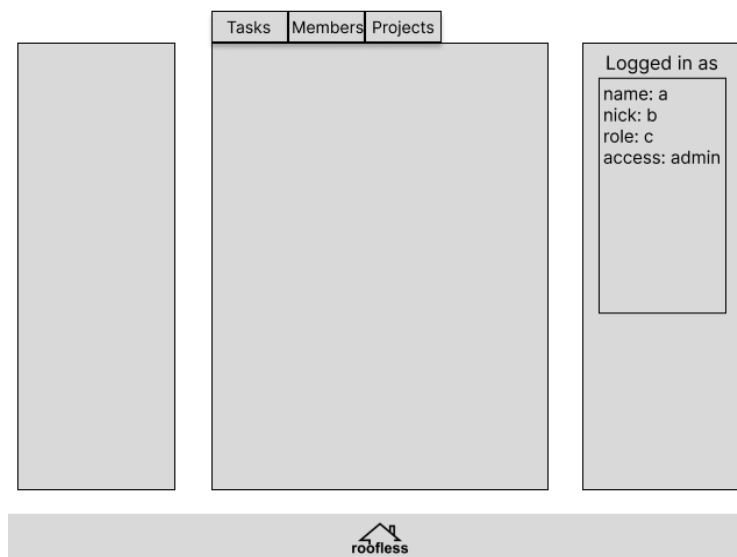 Tasks Members Projects
Logged in as
name: a
nick: b
role: c
access: admin
roofless